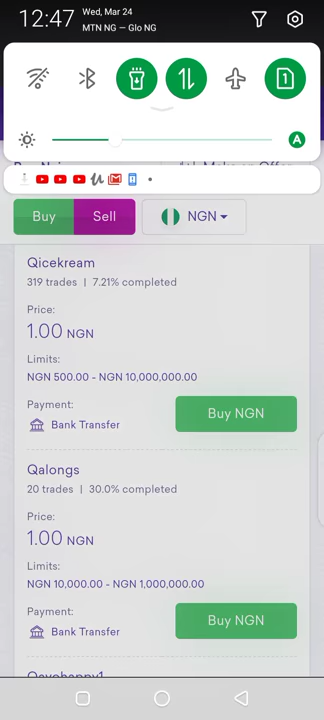 12:47
Wed, Mar 24
MTN NG — Glo NG
1
A
Buy
Sell
NGN
Qicekream
319 trades | 7.21% completed
Price:
1.00 NGN
Limits:
NGN 500.00 - NGN 10,000,000.00
Payment:
Bank Transfer
Buy NGN
Qalongs
20 trades | 30.0% completed
Price:
1.00 NGN
Limits:
NGN 10,000.00 - NGN 1,000,000.00
Payment:
Bank Transfer
Buy NGN
Qayohappy1